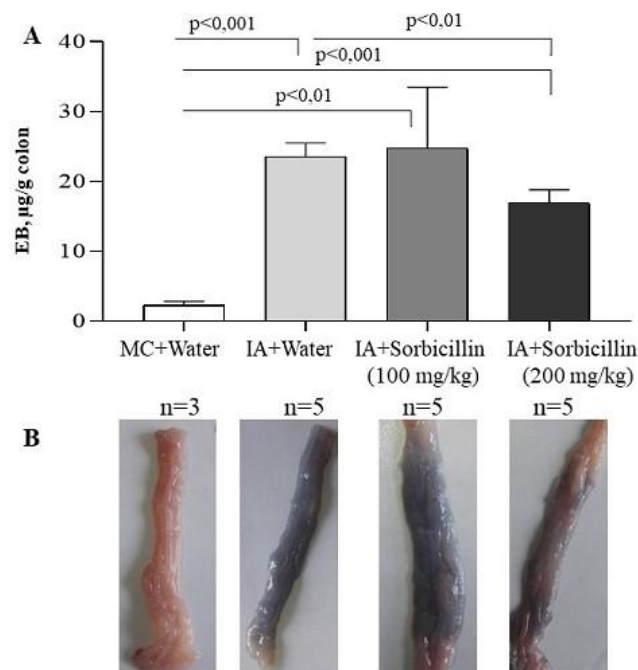 A
p<0,001
p<0,01
p<0,001
p<0,01
40
30
20
10
0
EB, µg/g colon
MC+Water
IA+Water
IA+Sorbicillin
(100 mg/kg)
IA+Sorbicillin
(200 mg/kg)
n=3
n=5
n=5
n=5
B